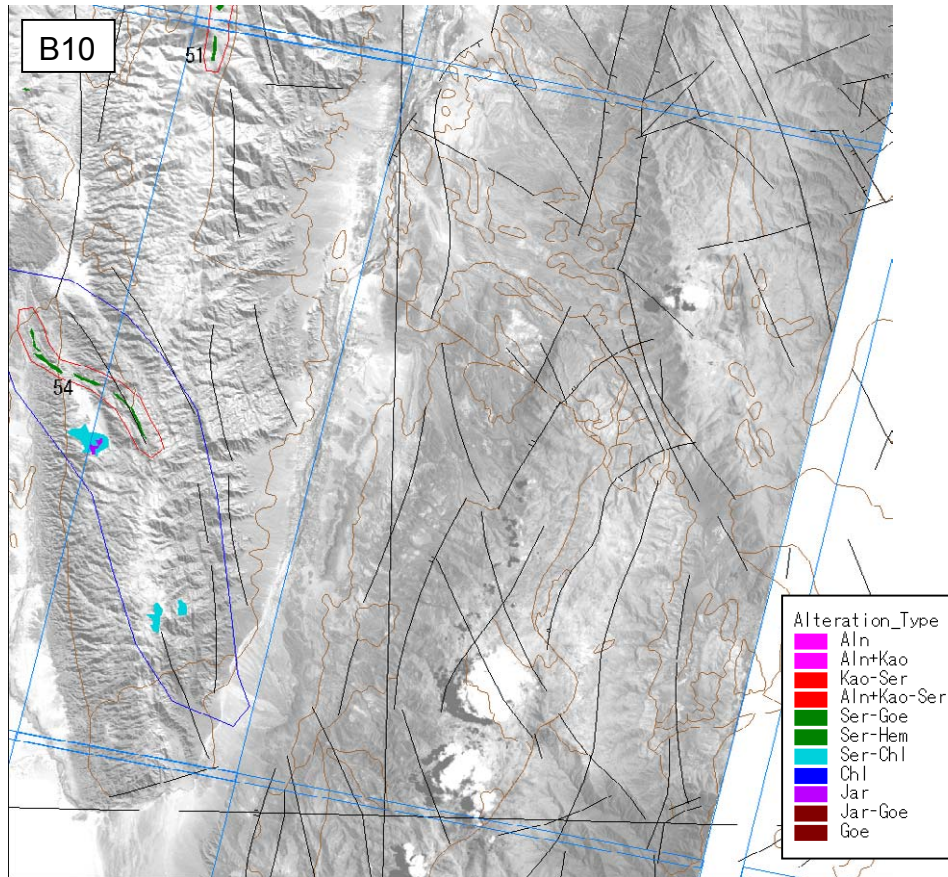 B10
51
54
Alteration_Type
Aln
Aln+Kao
Kao-Ser
Aln+Kao-Ser
Ser-Goe
Ser-Hem
Ser-Chl
Chl
Jar
Jar-Goe
Goe